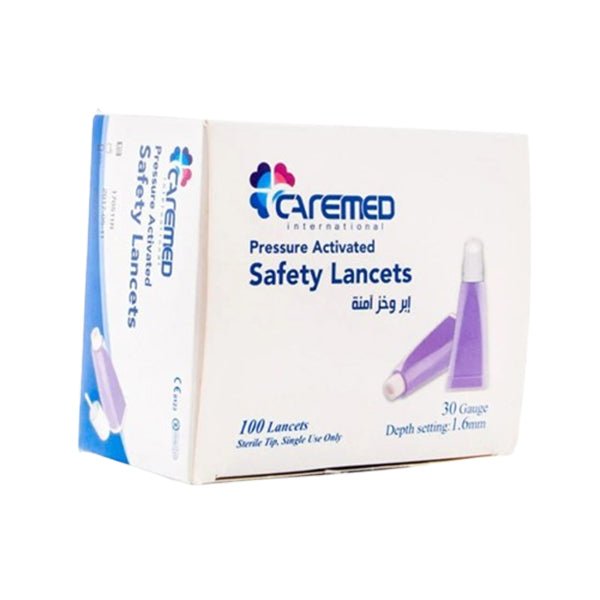 CAREMED
international
Pressure Activated
Safety Lancets
إبر وخز آمنة
30 Gauge
Depth setting:1.6mm
100 Lancets
Sterile Tip, Single Use Only
CAREMED
international
Pressure Activated
Safety Lancets